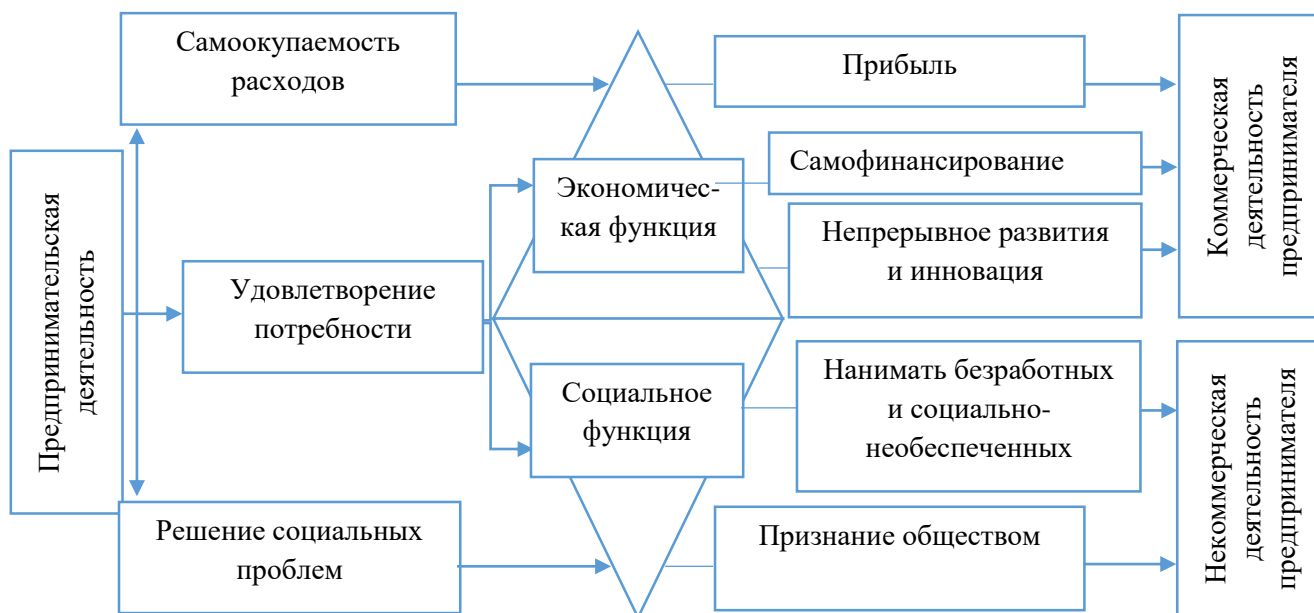 Самоокупаемость
расходов
Прибыль
Коммерческая
деятельность
предпринимателя
Самофинансирование
Предпринимательская
деятельность
Экономичес-
кая функция
Непрерывное развития
и инновация
Удовлетворение
потребности
Социальное
функция
Нанимать безработных
и социально-
необеспеченных
Некоммерческая
деятельность
предпринимателя
Решение социальных
проблем
Признание обществом